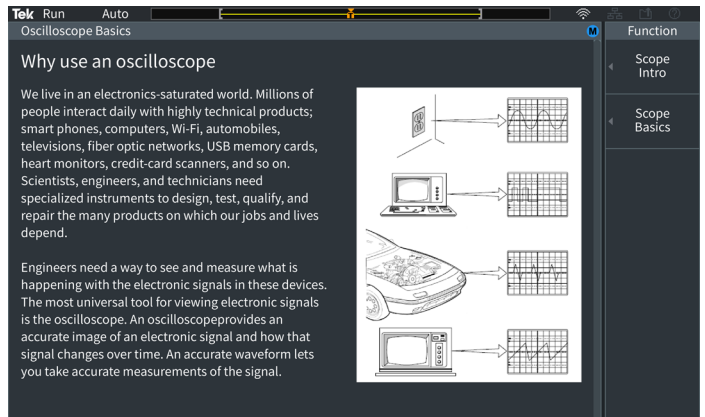 Tek Run Auto
Oscilloscope Basics
M
Function
Scope
Intro
Scope
Basics
Why use an oscilloscope
We live in an electronics-saturated world. Millions of
people interact daily with highly technical products;
smart phones, computers, Wi-Fi, automobiles,
televisions, fiber optic networks, USB memory cards,
heart monitors, credit-card scanners, and so on.
Scientists, engineers, and technicians need
specialized instruments to design, test, qualify, and
repair the many products on which our jobs and lives
depend.
Engineers need a way to see and measure what is
happening with the electronic signals in these devices.
The most universal tool for viewing electronic signals
is the oscilloscope. An oscilloscopeprovides an
accurate image of an electronic signal and how that
signal changes over time. An accurate waveform lets
you take accurate measurements of the signal.